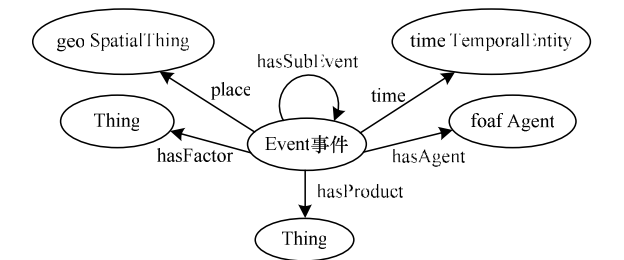 geo SpatialThing
time TemporalEntity
hasSubEvent
place
time
Thing
foaf Agent
Event事件
hasFactor
hasAgent
hasProduct
Thing